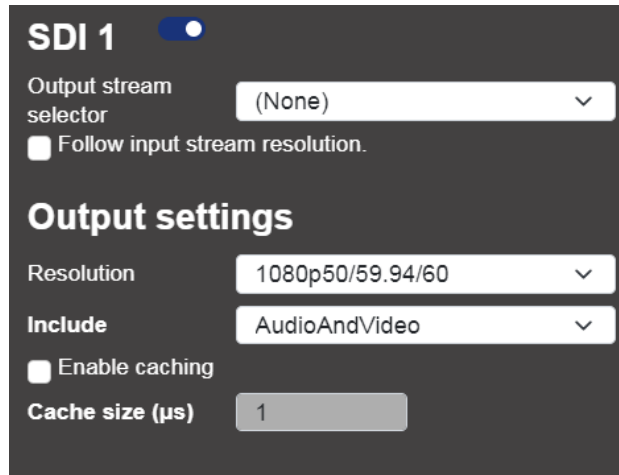 SDI 1
Output stream
selector
(None)
Follow input stream resolution.
Output settings
Resolution
1080p50/59.94/60
Include
AudioAndVideo
Enable caching
Cache size (µs)
1